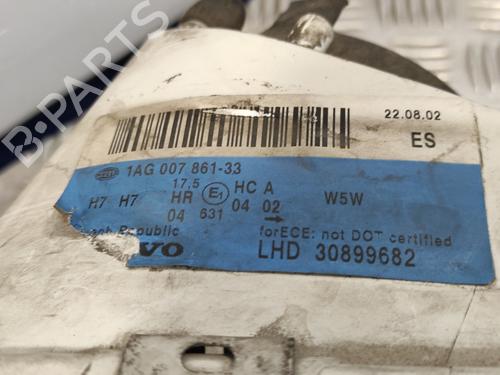 B-PARTS
22.08.02
ES
1AG 007 861-33
17,5
H7 H7 HR E1 HC A W5W
04 631 04 02
Republic forECE: not DOT certified
VO LHD 30899682